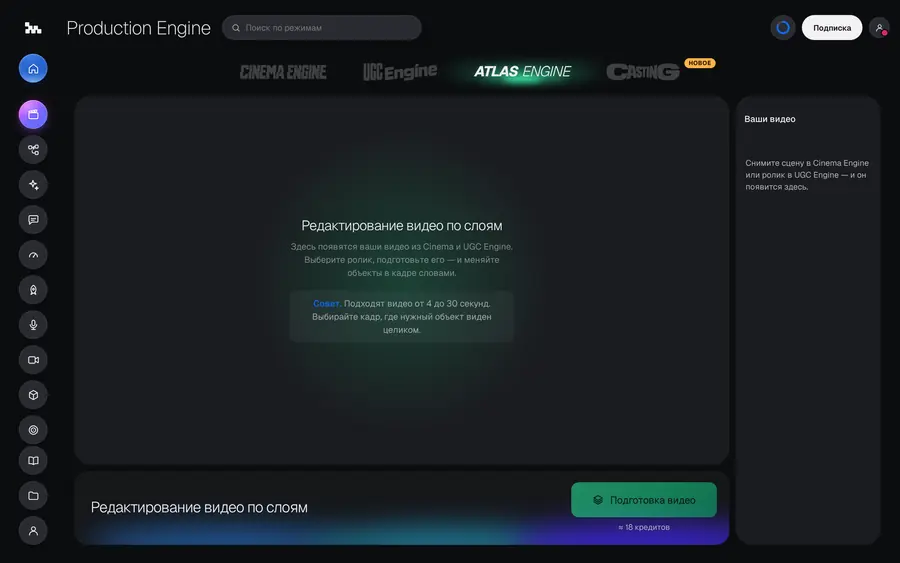 Production Engine
Поиск по режимам
Подписка
CINEMA ENGINE
UGC Engine
ATLAS ENGINE
CASTING
НОВОЕ
Ваши видео
Снимите сцену в Cinema Engine
или ролик в UGC Engine — и он
появится здесь.
Редактирование видео по слоям
Здесь появятся ваши видео из Cinema и UGC Engine.
Выберите ролик, подготовьте его — и меняйте
объекты в кадре словами.
Совет. Подходят видео от 4 до 30 секунд.
Выбирайте кадр, где нужный объект виден
целиком.
Редактирование видео по слоям
Подготовка видео
≈ 18 кредитов